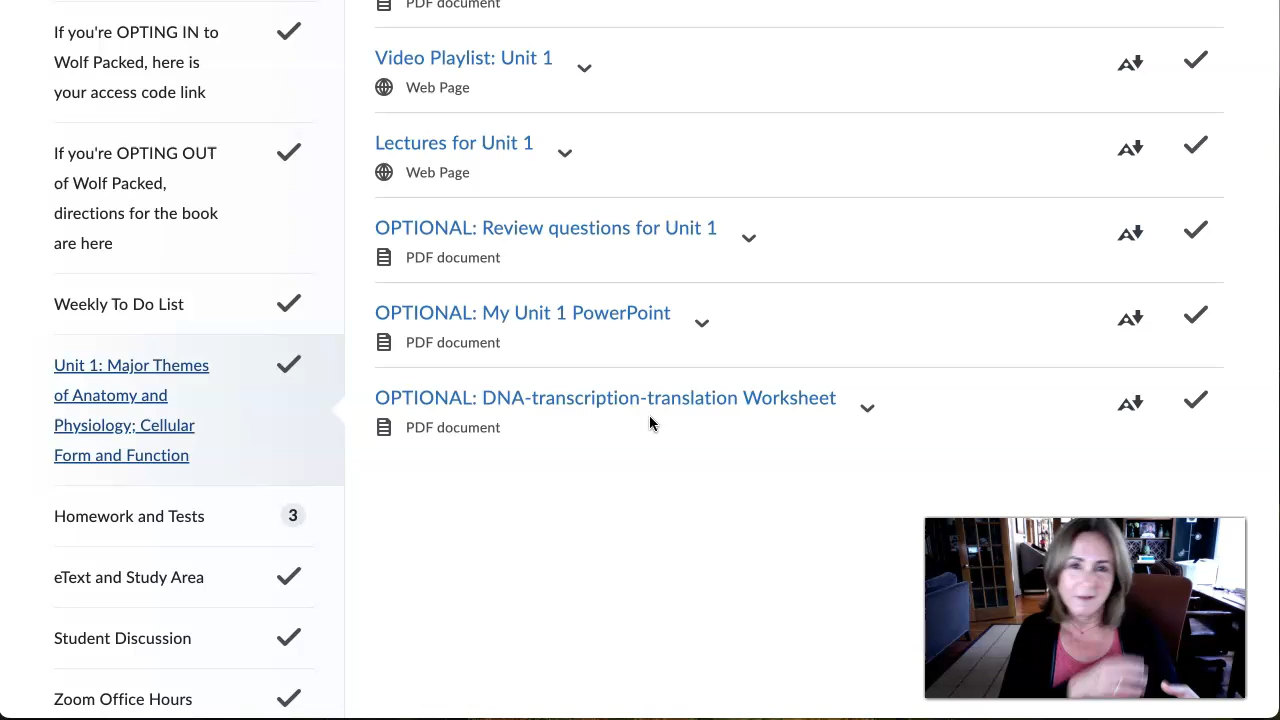 If you're OPTING IN to
Wolf Packed, here is
your access code link
If you're OPTING OUT
of Wolf Packed,
directions for the book
are here
Weekly To Do List
Unit 1: Major Themes
of Anatomy and
Physiology; Cellular
Form and Function
Homework and Tests 3
eText and Study Area
Student Discussion
Zoom Office Hours
PDF document
Video Playlist: Unit 1
Web Page
Lectures for Unit 1
Web Page
OPTIONAL: Review questions for Unit 1
PDF document
OPTIONAL: My Unit 1 PowerPoint
PDF document
OPTIONAL: DNA-transcription-translation Worksheet
PDF document